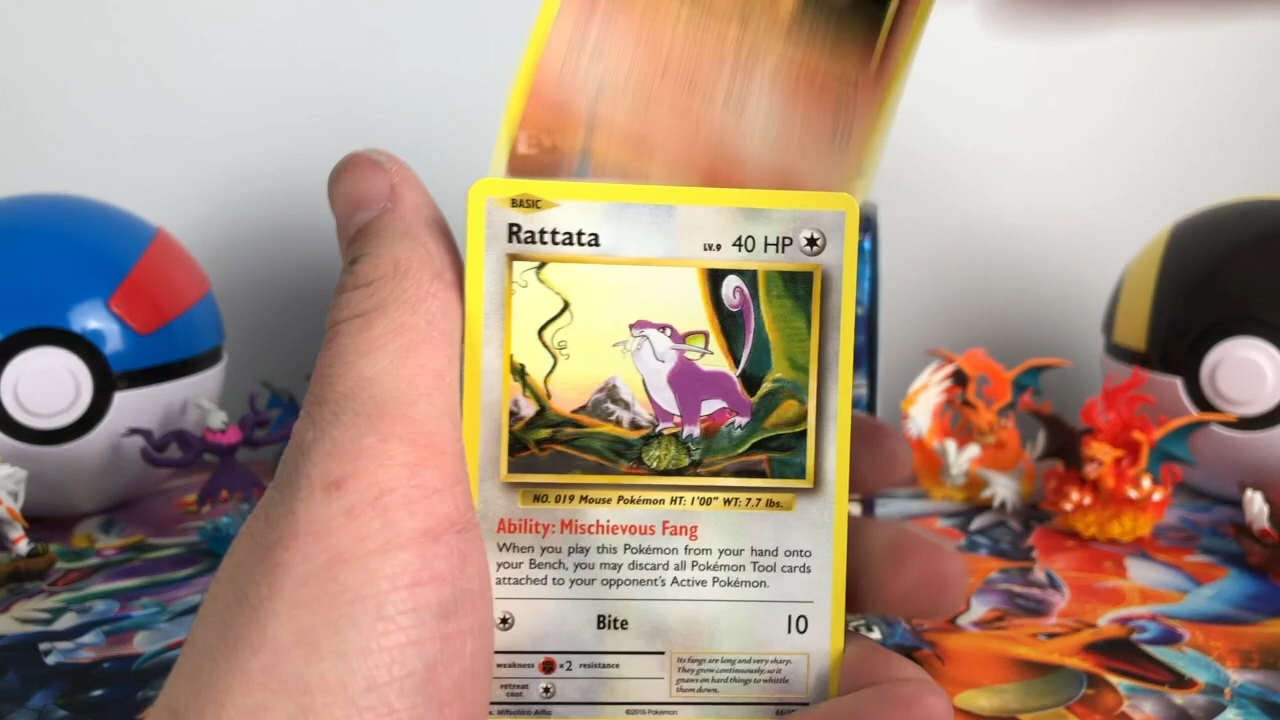 BASIC
Rattata LV.9 40 HP
NO. 019 Mouse Pokémon HT: 1'00" WT: 7.7 lbs.
Ability: Mischievous Fang
When you play this Pokémon from your hand onto
your Bench, you may discard all Pokémon Tool cards
attached to your opponent's Active Pokémon.
Bite 10
weakness ×2 resistance
retreat
cost
Its fangs are long and very sharp.
They grow continuously, so it
gnaws on hard things to whittle
them down.
©2016 Pokémon